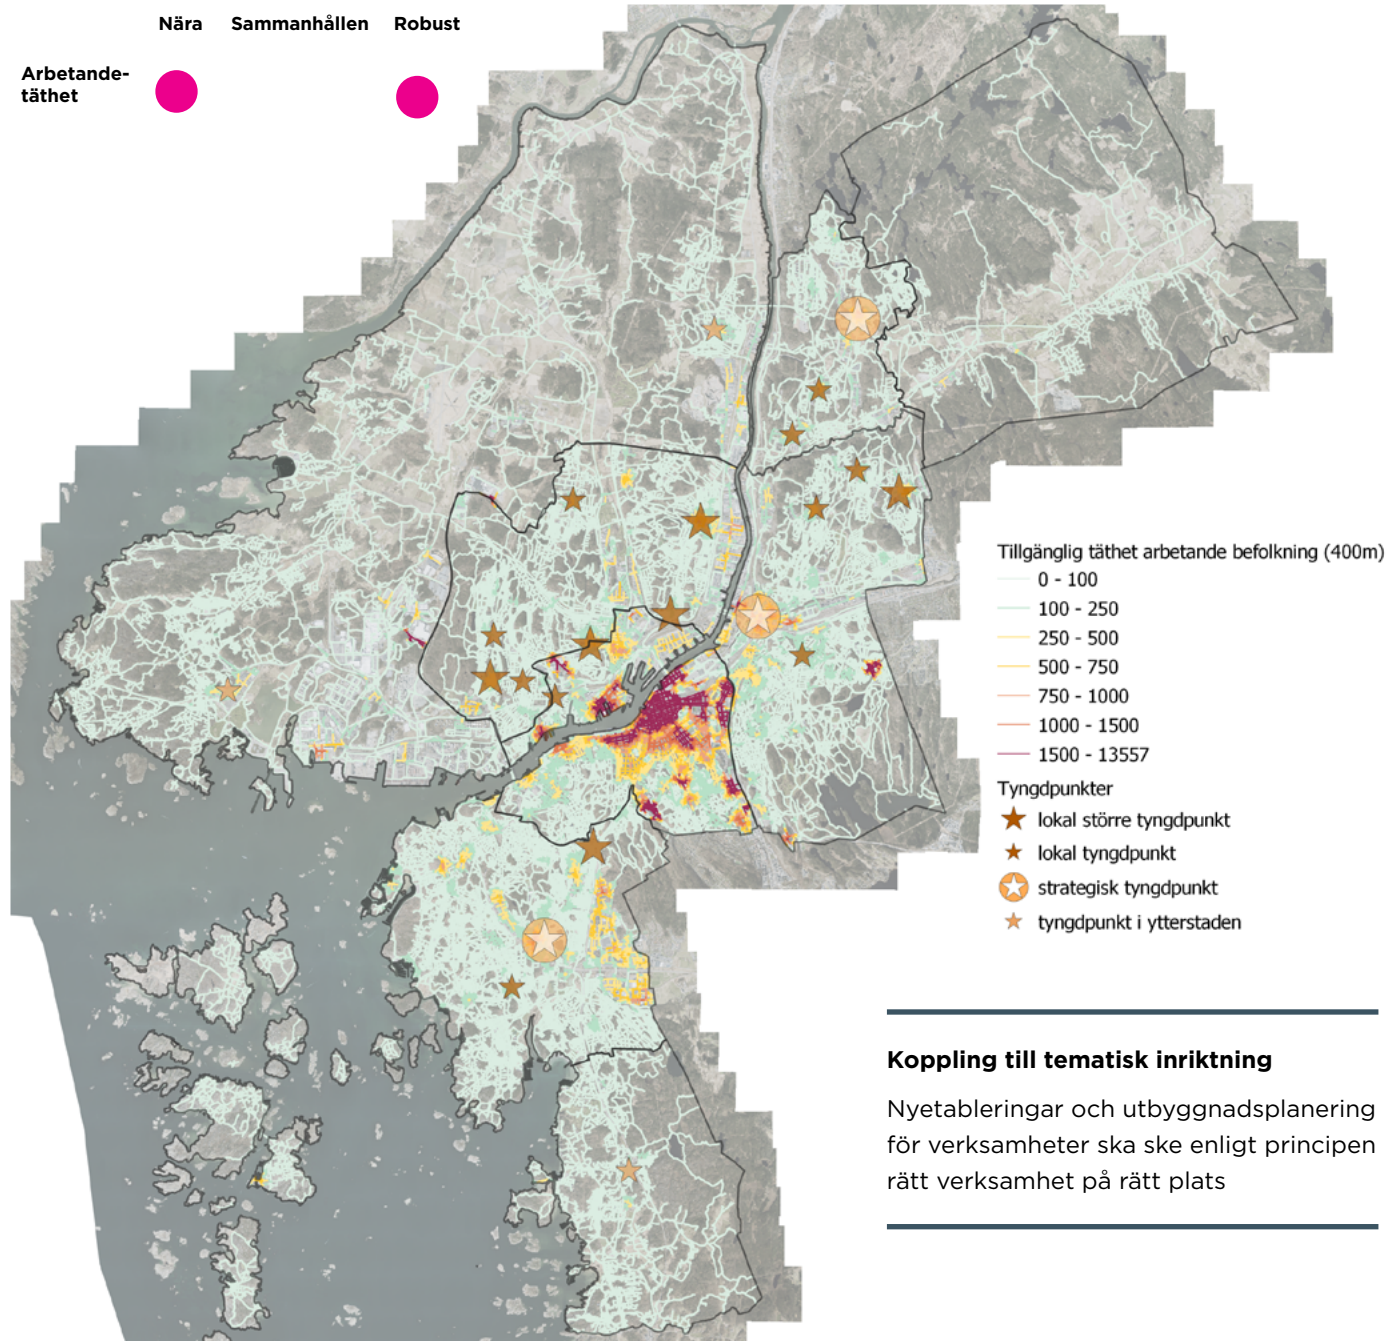 Nära Sammanhållen Robust
Arbetande-
täthet
Tillgänglig täthet arbetande befolkning (400m)
0 - 100
100 - 250
250 - 500
500 - 750
750 - 1000
1000 - 1500
1500 - 13557
Tyngdpunkter
lokal större tyngdpunkt
lokal tyngdpunkt
strategisk tyngdpunkt
tyngdpunkt i ytterstaden
Koppling till tematisk inriktning
Nyetableringar och utbyggnadsplanering
för verksamheter ska ske enligt principen
rätt verksamhet på rätt plats